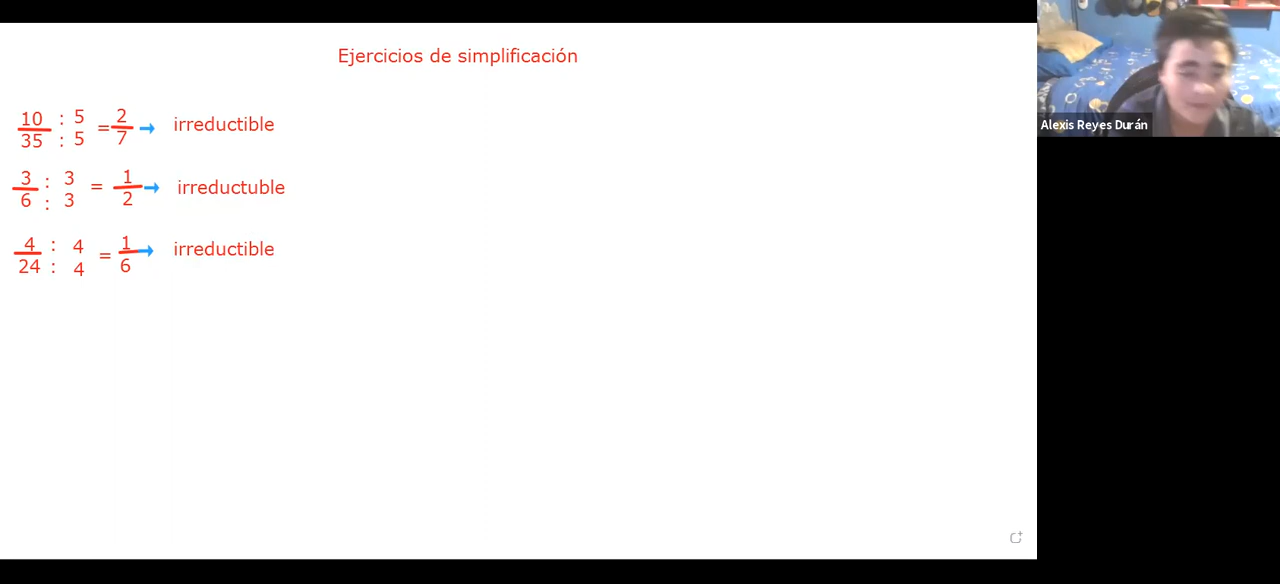 Ejercicios de simplificación
10 : 5 = 2 → irreductible
35 : 5 7
3 : 3 = 1 → irreductuble
6 : 3 2
4 : 4 = 1 → irreductible
24 : 4 6
Alexis Reyes Durán